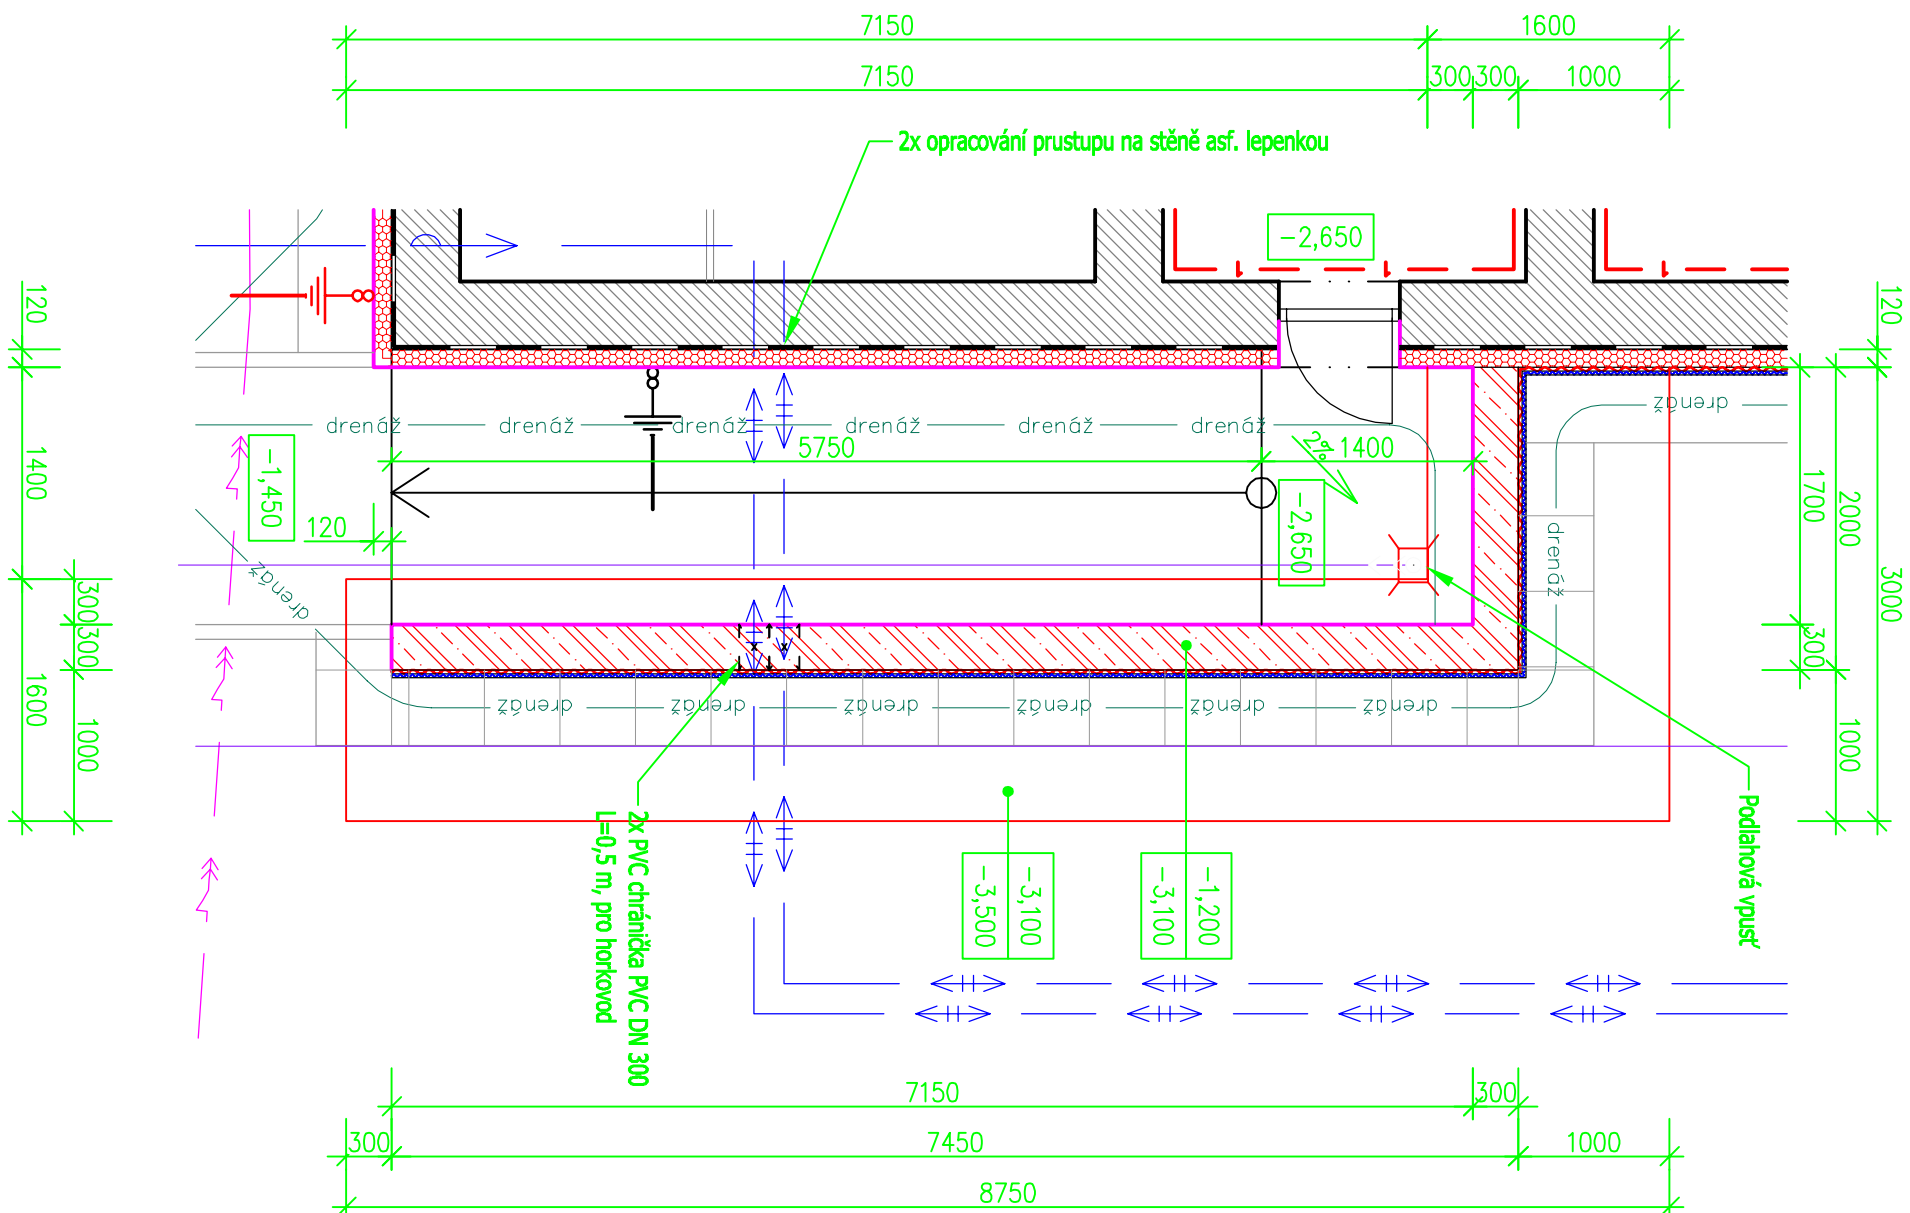 7150
1600
7150
300
300
1000
2x opracování prustupu na stěně asf. lepenkou
-2,650
120
120
drenáž
drenáž
drenáž
drenáž
drenáž
drenáž
drenáž
5750
2%
1400
1400
-1,450
-2,650
120
1700
2000
3000
drenáž
drenáž
300
300
300
1600
1000
1000
drenáž
drenáž
drenáž
drenáž
drenáž
drenáž
2x PVC chránička PVC DN 300
L=0,5 m, pro horkovod
-3,100
-3,500
-1,200
-3,100
Podlahová vpusť
7150
300
300
7450
1000
8750